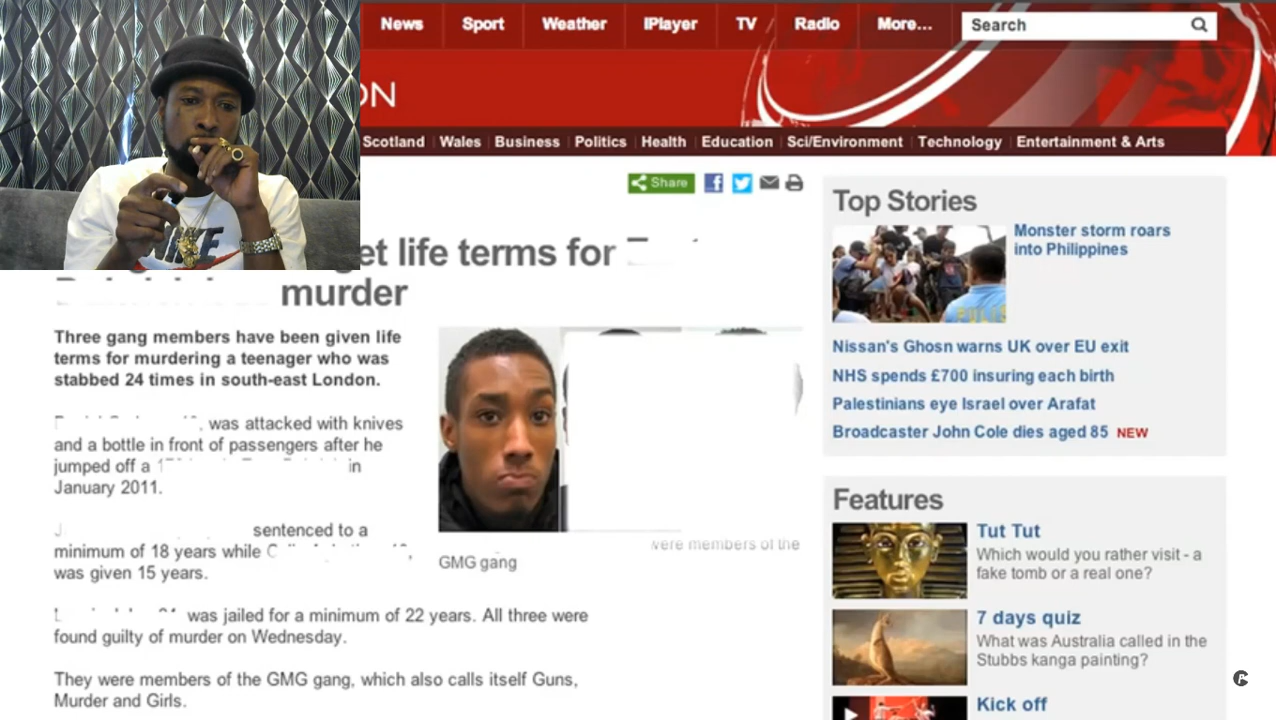 News Sport Weather IPlayer TV Radio More... Search
ON
Scotland Wales Business Politics Health Education Sci/Environment Technology Entertainment & Arts
Share
NIKE
et life terms for
murder
Three gang members have been given life
terms for murdering a teenager who was
stabbed 24 times in south-east London.
, was attacked with knives
and a bottle in front of passengers after he
jumped off a in
January 2011.
sentenced to a
minimum of 18 years while
was given 15 years.
was jailed for a minimum of 22 years. All three were
found guilty of murder on Wednesday.
They were members of the GMG gang, which also calls itself Guns,
Murder and Girls.
were members of the
GMG gang
Top Stories
Monster storm roars
into Philippines
Nissan's Ghosn warns UK over EU exit
NHS spends £700 insuring each birth
Palestinians eye Israel over Arafat
Broadcaster John Cole dies aged 85 NEW
Features
Tut Tut
Which would you rather visit - a
fake tomb or a real one?
7 days quiz
What was Australia called in the
Stubbs kanga painting?
Kick off